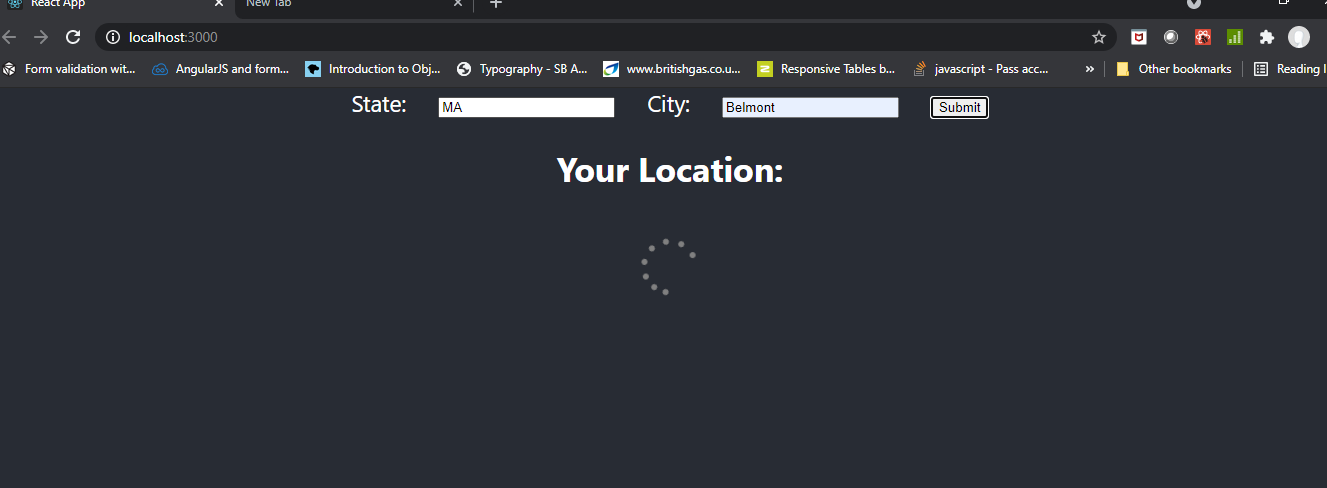 React App New Tab
localhost:3000
Form validation wit... AngularJS and form... Introduction to Obj... Typography - SB A... www.britishgas.co.u... Responsive Tables b... javascript - Pass acc... » Other bookmarks Reading l
State: MA City: Belmont Submit
Your Location: